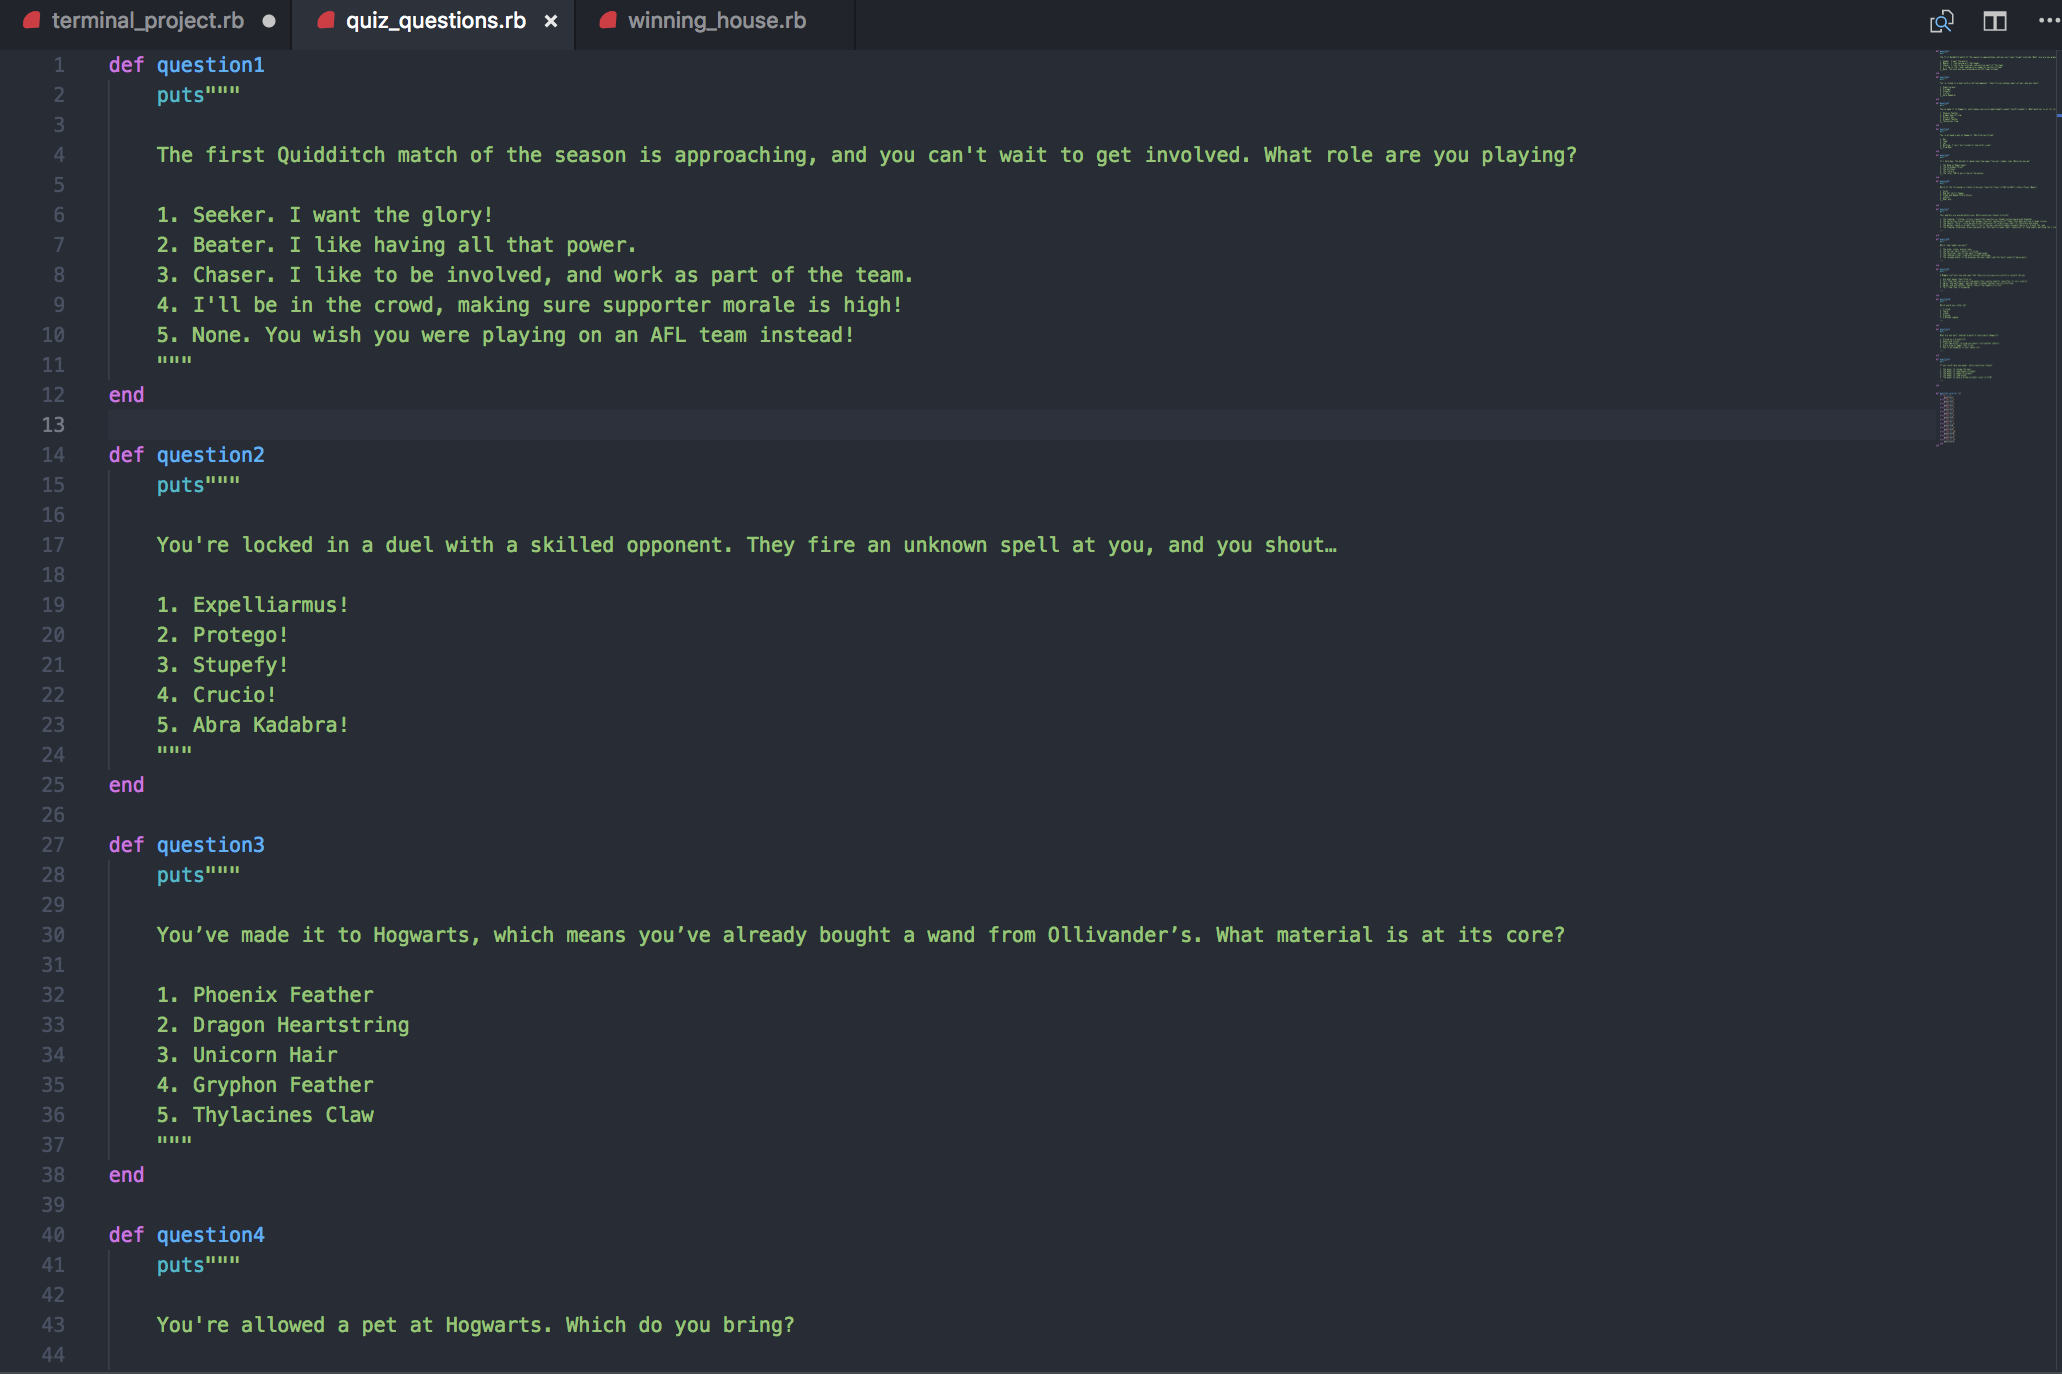 terminal_project.rb quiz_questions.rb × winning_house.rb
1 def question1
2 puts"""
3
4 The first Quidditch match of the season is approaching, and you can't wait to get involved. What role are you playing?
5
6 1. Seeker. I want the glory!
7 2. Beater. I like having all that power.
8 3. Chaser. I like to be involved, and work as part of the team.
9 4. I'll be in the crowd, making sure supporter morale is high!
10 5. None. You wish you were playing on an AFL team instead!
11 """
12 end
13
14 def question2
15 puts"""
16
17 You're locked in a duel with a skilled opponent. They fire an unknown spell at you, and you shout…
18
19 1. Expelliarmus!
20 2. Protego!
21 3. Stupefy!
22 4. Crucio!
23 5. Abra Kadabra!
24 """
25 end
26
27 def question3
28 puts"""
29
30 You’ve made it to Hogwarts, which means you’ve already bought a wand from Ollivander’s. What material is at its core?
31
32 1. Phoenix Feather
33 2. Dragon Heartstring
34 3. Unicorn Hair
35 4. Gryphon Feather
36 5. Thylacines Claw
37 """
38 end
39
40 def question4
41 puts"""
42
43 You're allowed a pet at Hogwarts. Which do you bring?
44